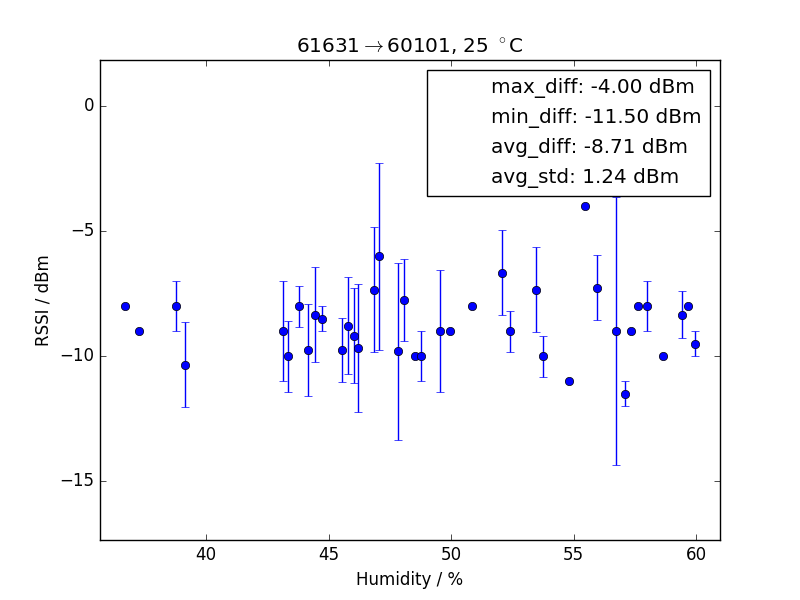 61631→60101, 25 °C
max_diff: -4.00 dBm
min_diff: -11.50 dBm
avg_diff: -8.71 dBm
avg_std: 1.24 dBm
RSSI / dBm
0
−5
−10
−15
40 45 50 55 60
Humidity / %